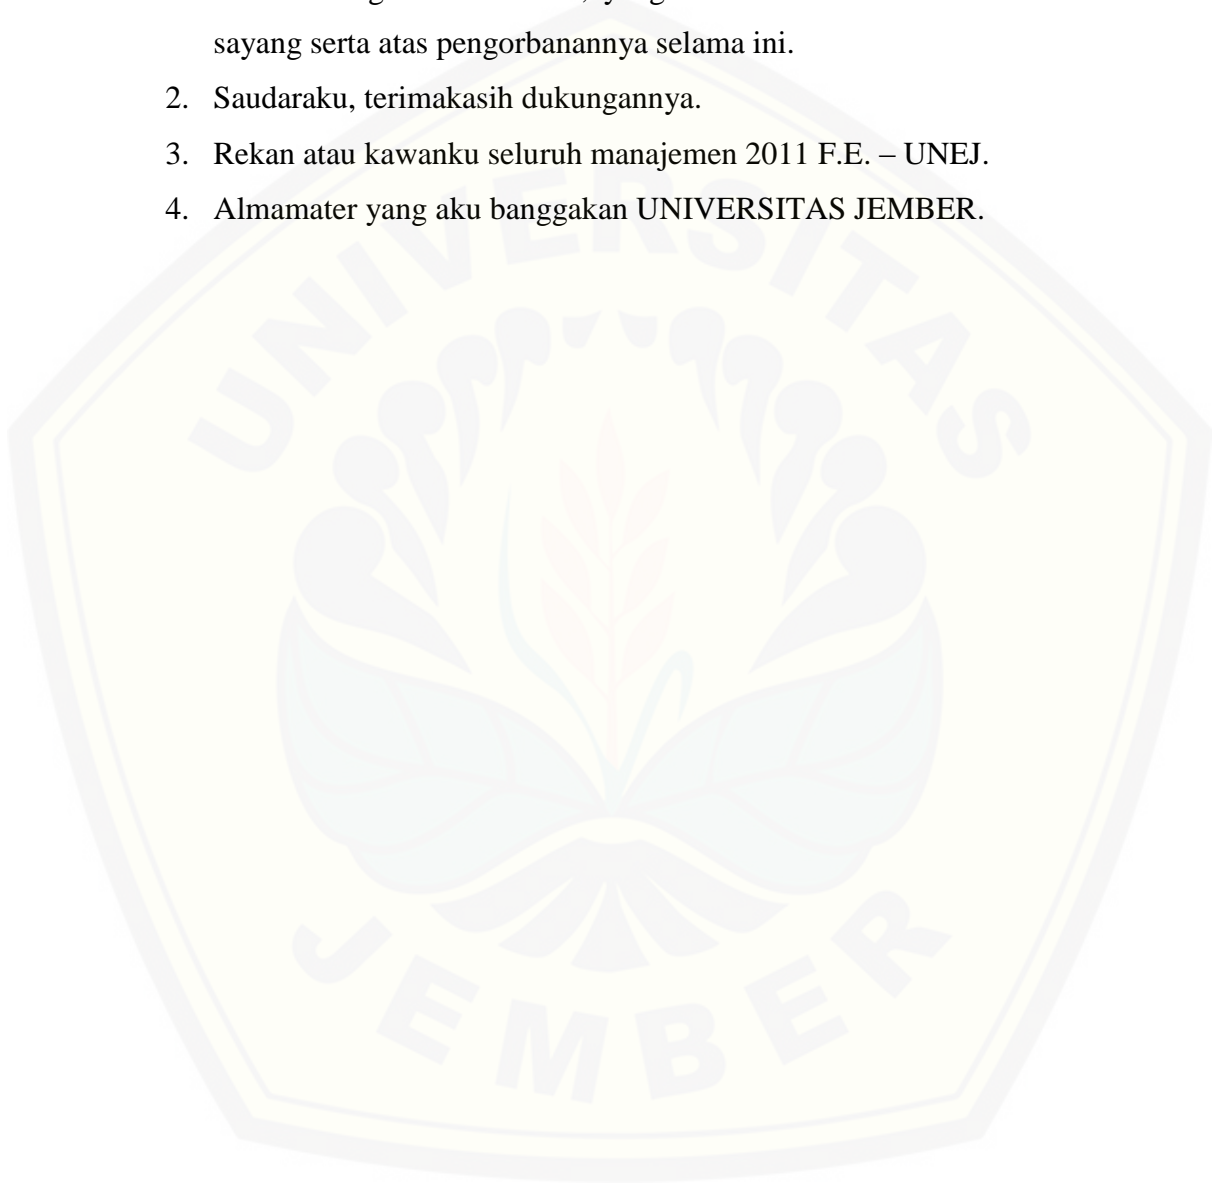 sayang serta atas pengorbanannya selama ini.
2. Saudaraku, terimakasih dukungannya.
3. Rekan atau kawanku seluruh manajemen 2011 F.E. – UNEJ.
4. Almamater yang aku banggakan UNIVERSITAS JEMBER.
UNIVERSITAS
JEMBER